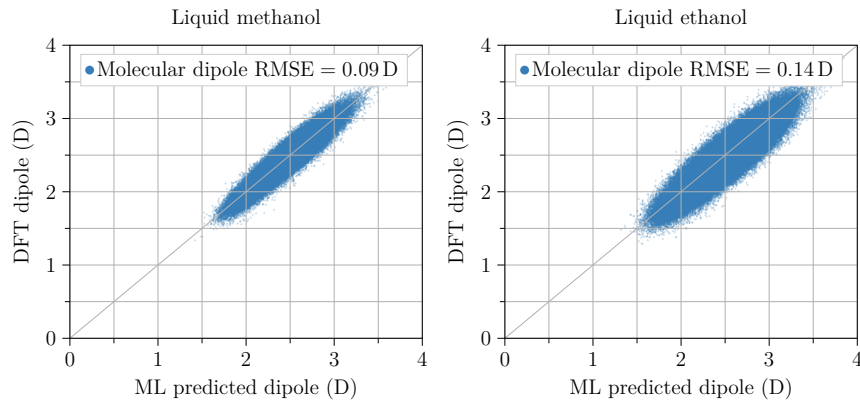 Liquid methanol
4
Molecular dipole RMSE = 0.09 D
3
DFT dipole (D)
2
1
0
0 1 2 3 4
ML predicted dipole (D)
Liquid ethanol
4
Molecular dipole RMSE = 0.14 D
3
DFT dipole (D)
2
1
0
0 1 2 3 4
ML predicted dipole (D)